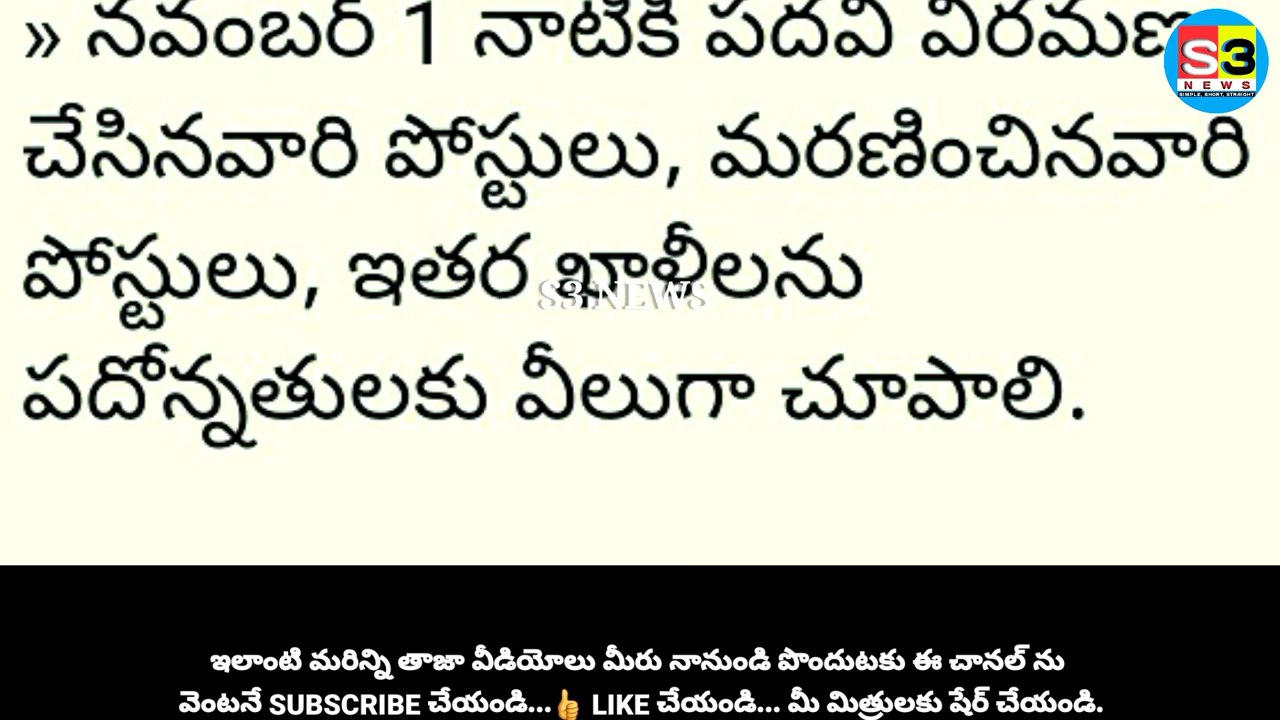 » నవంబర్ 1 నాటికి పదవీ విరమణ
చేసినవారి పోస్టులు, మరణించినవారి
పోస్టులు, ఇతర ఖాళీలను
పదోన్నతులకు వీలుగా చూపాలి.
S3 NEWS
S3
NEWS
SIMPLE, SHORT, STRAIGHT
ఇలాంటి మరిన్ని తాజా వీడియోలు మీరు నానుండి పొందుటకు ఈ చానల్ ను
వెంటనే SUBSCRIBE చేయండి...👍 LIKE చేయండి... మీ మిత్రులకు షేర్ చేయండి.